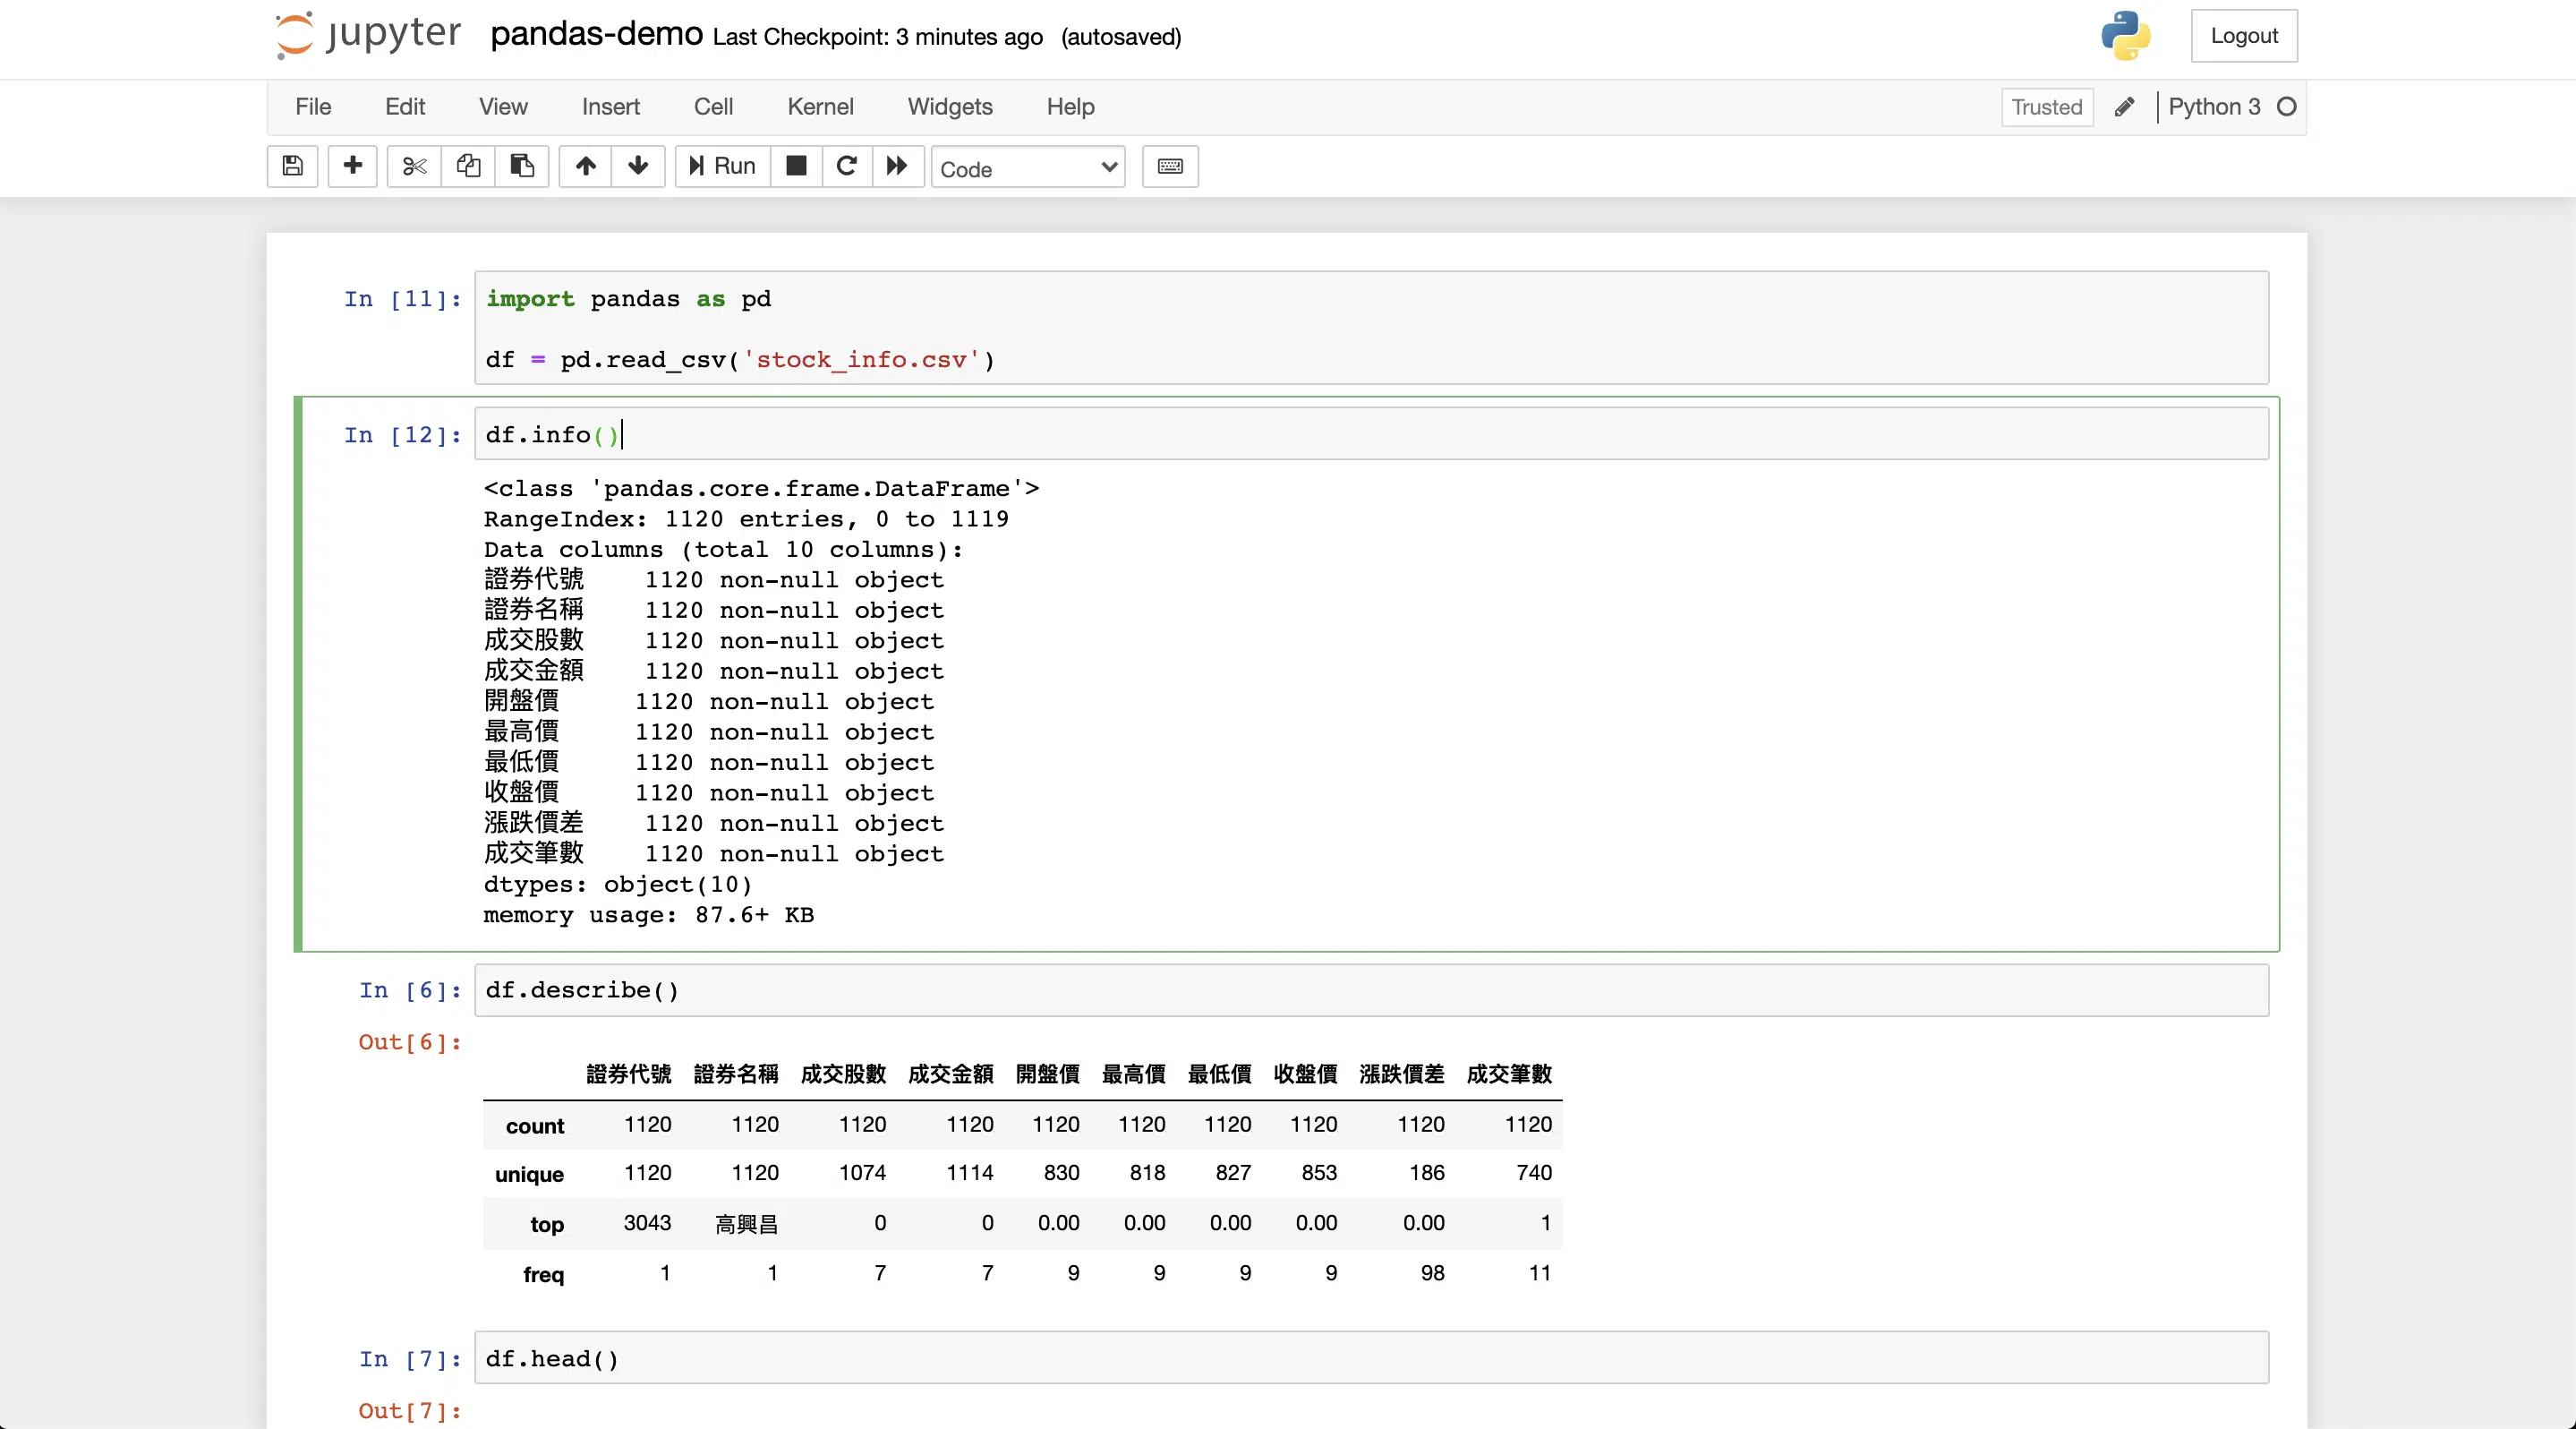 jupyter pandas-demo Last Checkpoint: 3 minutes ago (autosaved) Logout
File Edit View Insert Cell Kernel Widgets Help Trusted Python 3
Run Code
In [11]: import pandas as pd
df = pd.read_csv('stock_info.csv')
In [12]: df.info()
<class 'pandas.core.frame.DataFrame'>
RangeIndex: 1120 entries, 0 to 1119
Data columns (total 10 columns):
證券代號 1120 non-null object
證券名稱 1120 non-null object
成交股數 1120 non-null object
成交金額 1120 non-null object
開盤價 1120 non-null object
最高價 1120 non-null object
最低價 1120 non-null object
收盤價 1120 non-null object
漲跌價差 1120 non-null object
成交筆數 1120 non-null object
dtypes: object(10)
memory usage: 87.6+ KB
In [6]: df.describe()
Out[6]:
證券代號 證券名稱 成交股數 成交金額 開盤價 最高價 最低價 收盤價 漲跌價差 成交筆數
count 1120 1120 1120 1120 1120 1120 1120 1120 1120 1120
unique 1120 1120 1074 1114 830 818 827 853 186 740
top 3043 高興昌 0 0 0.00 0.00 0.00 0.00 0.00 1
freq 1 1 7 7 9 9 9 9 98 11
In [7]: df.head()
Out[7]: